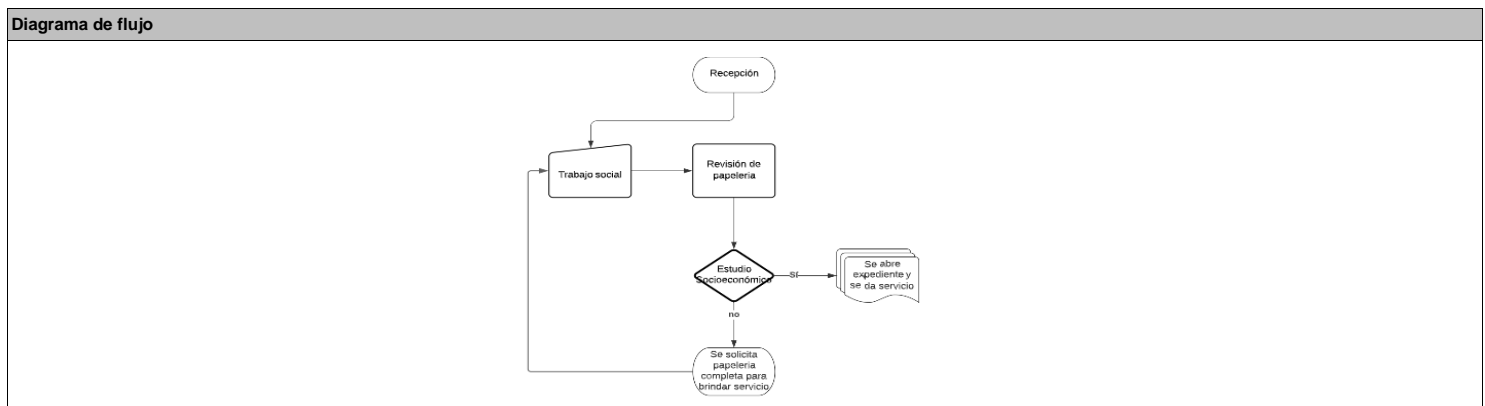 Diagrama de flujo
Recepción
Trabajo social
Revisión de
papeleria
Estudio
Socioeconómico
Sí
Se abre
expediente y
se da servicio
no
Se solicita
papeleria
completa para
brindar servicio